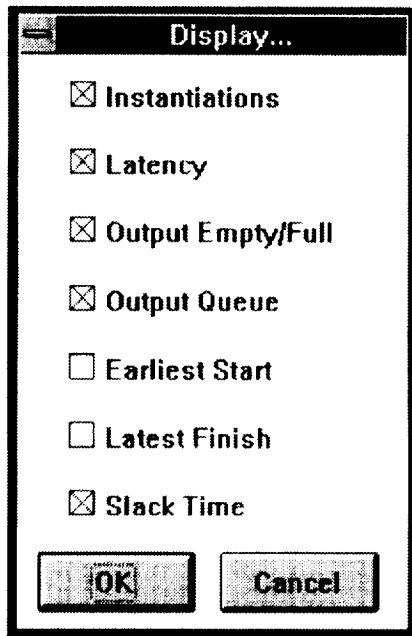 Display...
Instantiations
Latency
Output Empty/Full
Output Queue
Earliest Start
Latest Finish
Slack Time
OK Cancel